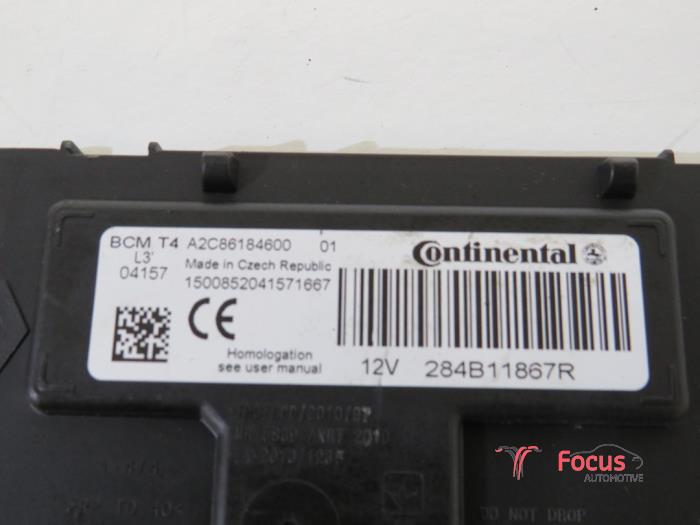 BCM T4 A2C86184600 01
L3'
04157
Made in Czech Republic
1500852041571667
CE
Homologation
see user manual
Continental
12V 284B11867R
DO NOT DROP
Focus
AUTOMOTIVE